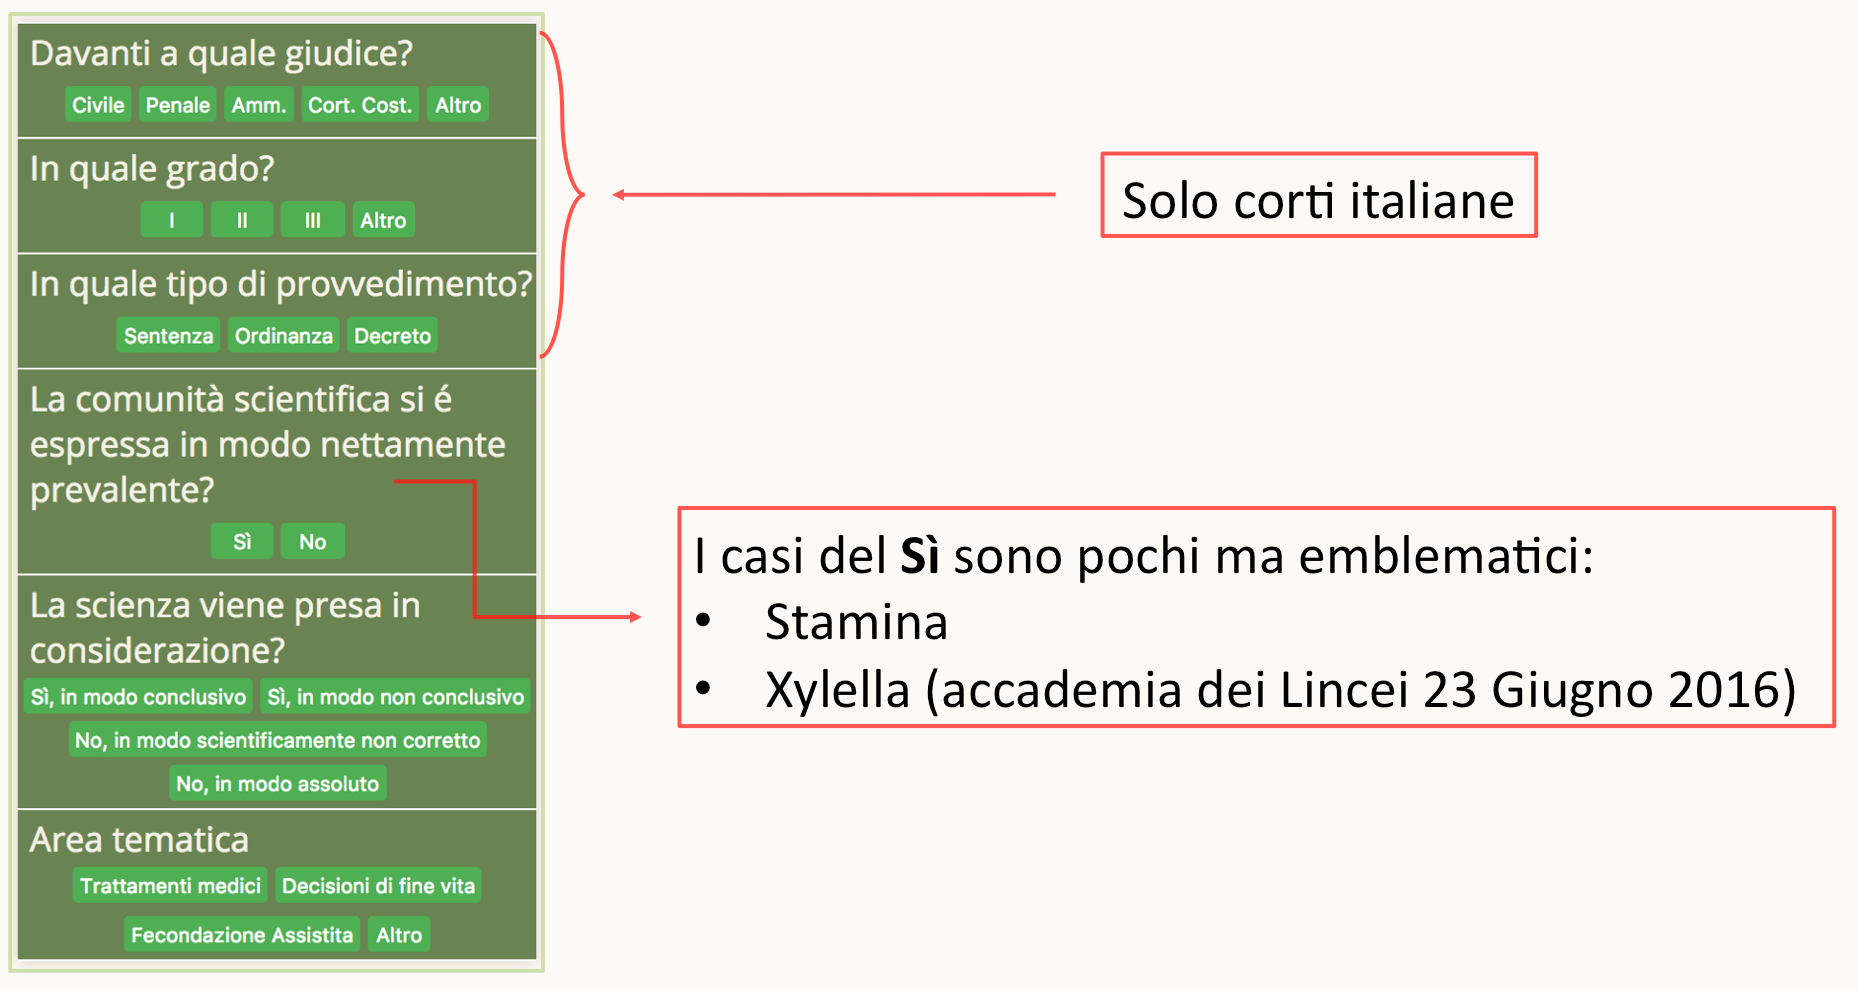 Davanti a quale giudice?
Civile Penale Amm. Cort. Cost. Altro
In quale grado?
I II III Altro
In quale tipo di provvedimento?
Sentenza Ordinanza Decreto
La comunità scientifica si é
espressa in modo nettamente
prevalente?
Sì No
La scienza viene presa in
considerazione?
Sì, in modo conclusivo Sì, in modo non conclusivo
No, in modo scientificamente non corretto
No, in modo assoluto
Area tematica
Trattamenti medici Decisioni di fine vita
Fecondazione Assistita Altro
Solo corti italiane
I casi del Sì sono pochi ma emblematici:
• Stamina
• Xylella (accademia dei Lincei 23 Giugno 2016)